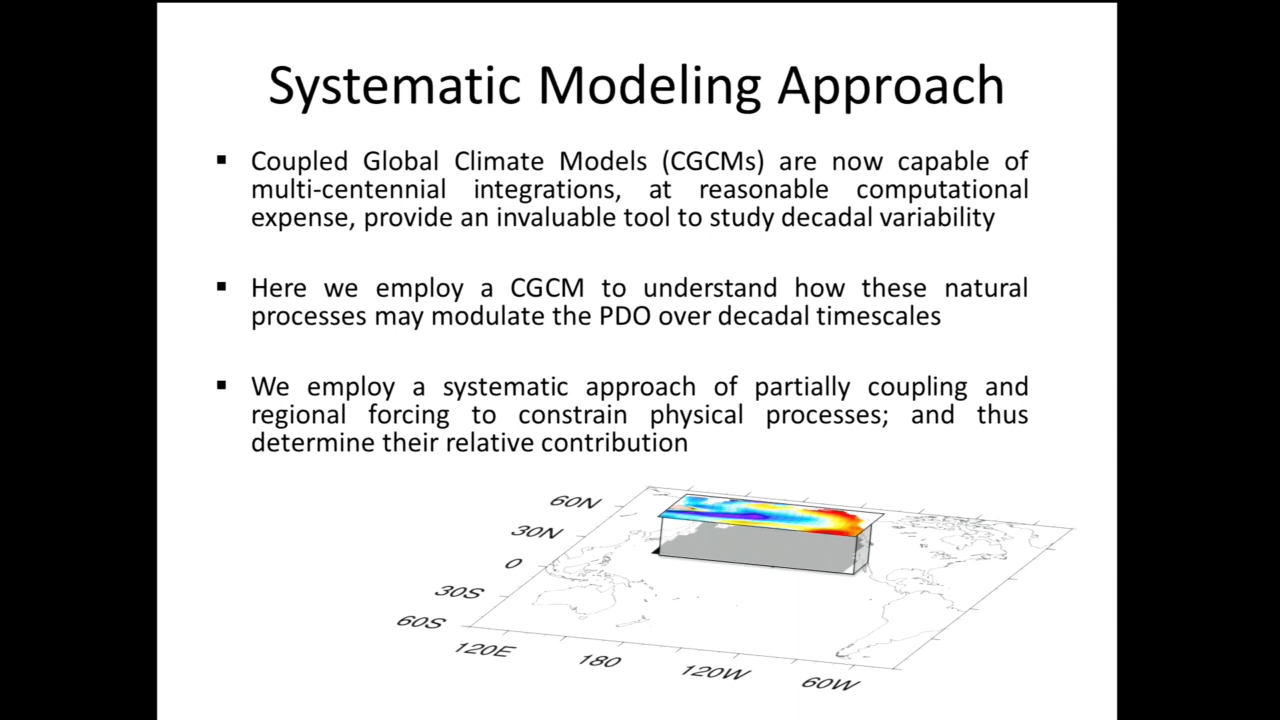 Systematic Modeling Approach
▪ Coupled Global Climate Models (CGCMs) are now capable of
multi-centennial integrations, at reasonable computational
expense, provide an invaluable tool to study decadal variability
▪ Here we employ a CGCM to understand how these natural
processes may modulate the PDO over decadal timescales
▪ We employ a systematic approach of partially coupling and
regional forcing to constrain physical processes; and thus
determine their relative contribution
60N
30N
0
30S
60S
120E
180
120W
60W